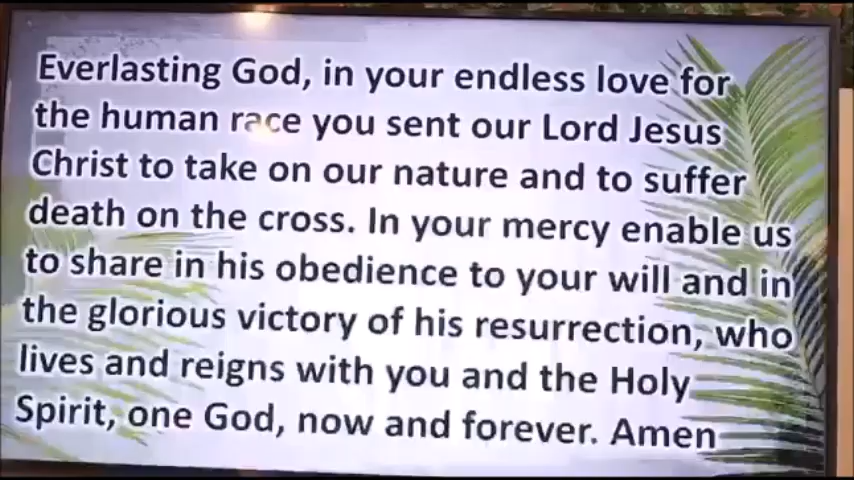 Everlasting God, in your endless love for
the human race you sent our Lord Jesus
Christ to take on our nature and to suffer
death on the cross. In your mercy enable us
to share in his obedience to your will and in
the glorious victory of his resurrection, who
lives and reigns with you and the Holy
Spirit, one God, now and forever. Amen